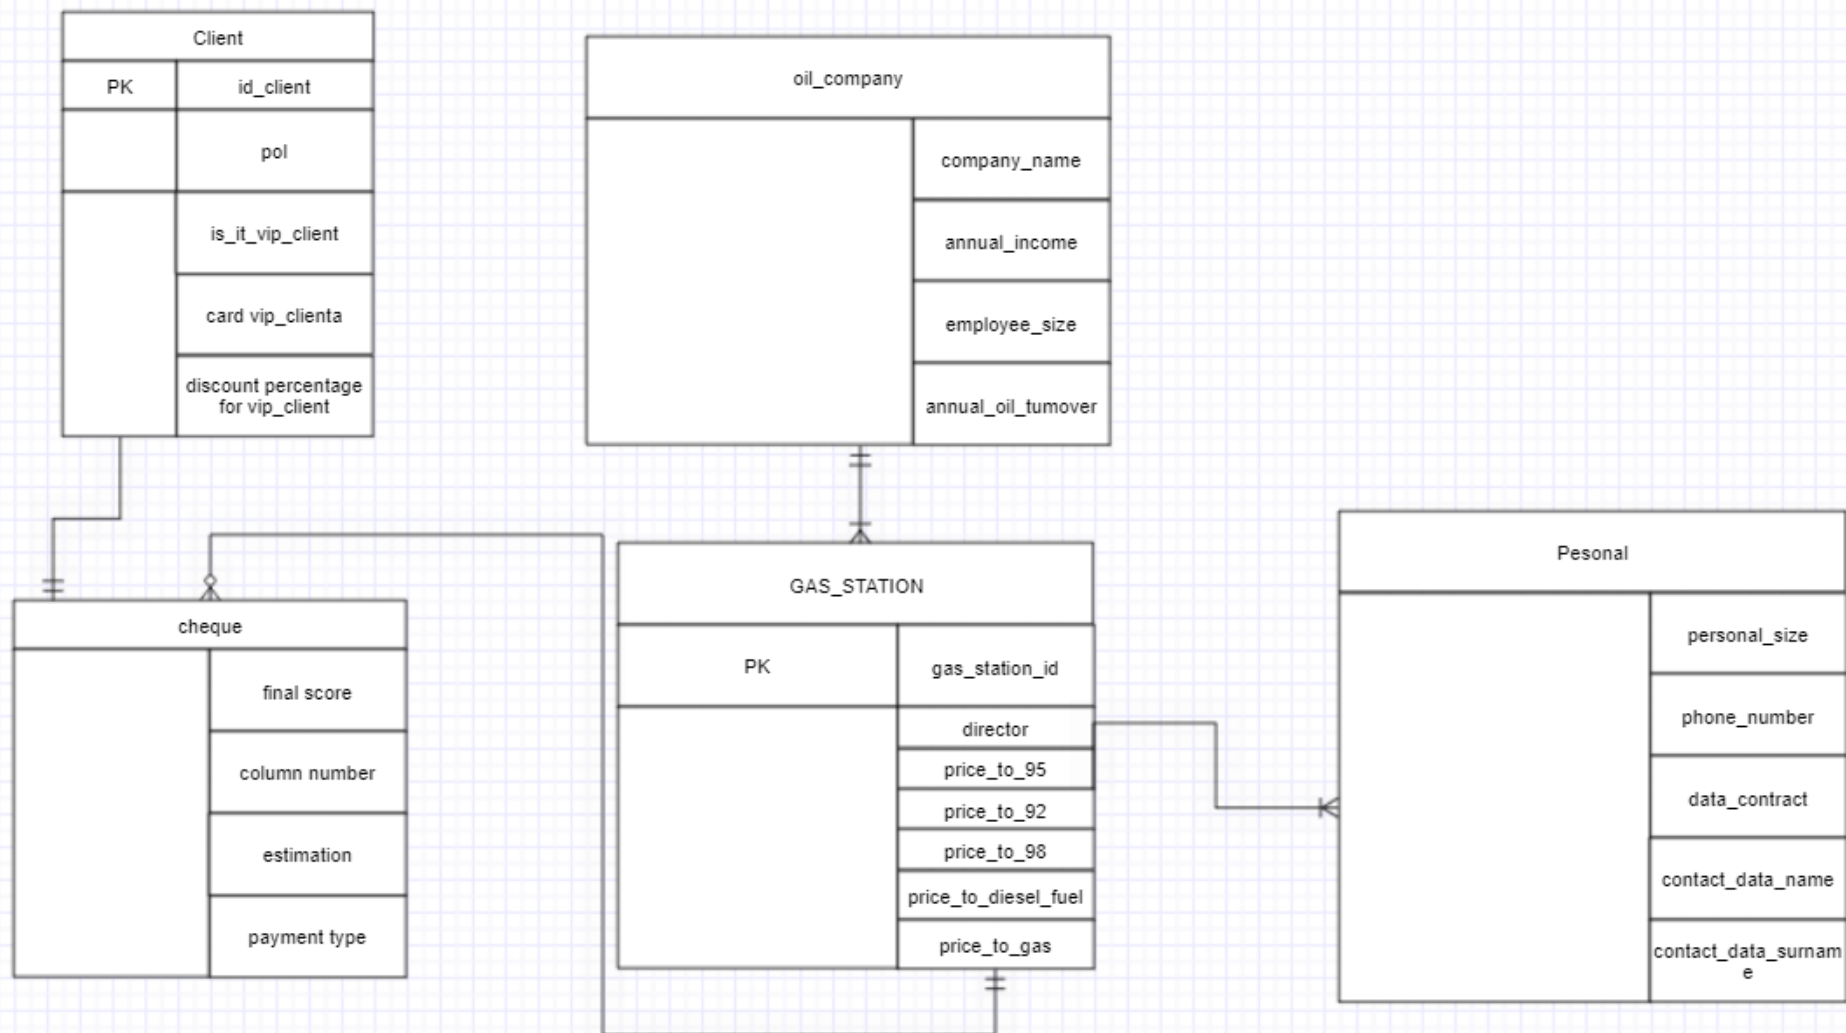 Client
PK
id_client
pol
is_it_vip_client
card vip_clienta
discount percentage
for vip_client
oil_company
company_name
annual_income
employee_size
annual_oil_tumover
cheque
final score
column number
estimation
payment type
GAS_STATION
PK
gas_station_id
director
price_to_95
price_to_92
price_to_98
price_to_diesel_fuel
price_to_gas
Pesonal
personal_size
phone_number
data_contract
contact_data_name
contact_data_surnam
e